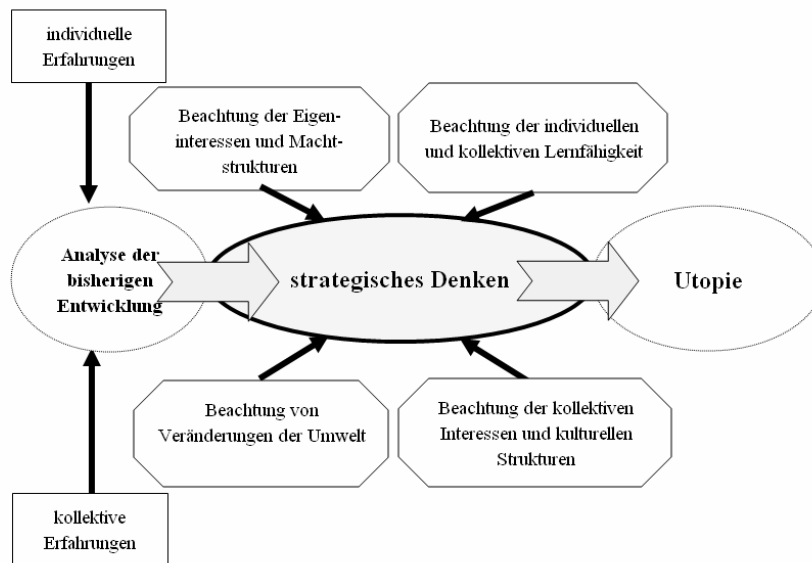 individuelle
Erfahrungen
Beachtung der Eigen-
interessen und Macht-
strukturen
Beachtung der individuellen
und kollektiven Lernfähigkeit
Analyse der
bisherigen
Entwicklung
strategisches Denken
Utopie
Beachtung von
Veränderungen der Umwelt
Beachtung der kollektiven
Interessen und kulturellen
Strukturen
kollektive
Erfahrungen